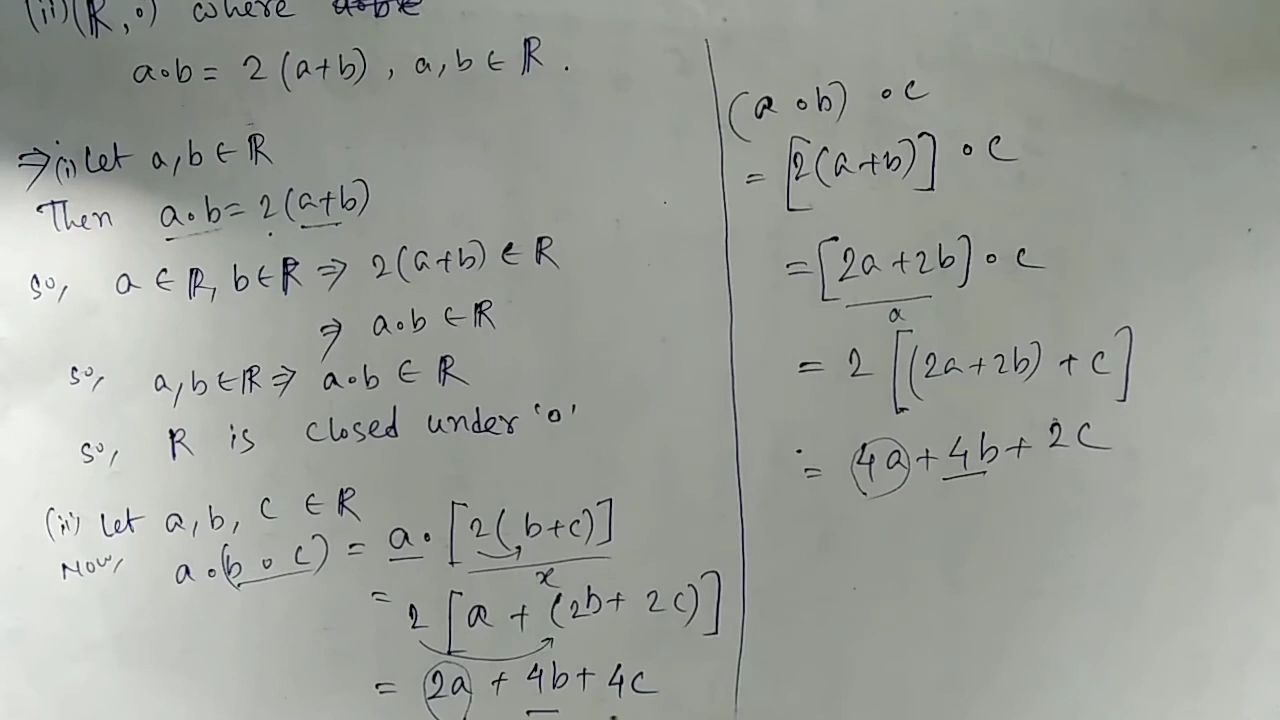 (ii) (ℝ, ∘) where
a∘b = 2(a+b), a, b ∈ ℝ.
⇒(i) Let a, b ∈ ℝ
Then a∘b = 2(a+b)
so, a ∈ ℝ, b ∈ ℝ ⇒ 2(a+b) ∈ ℝ
⇒ a∘b ∈ ℝ
so, a, b ∈ ℝ ⇒ a∘b ∈ ℝ
so, ℝ is closed under 'o'
(ii) Let a, b, c ∈ ℝ
Now, a∘(b∘c) = a∘[2(b+c)]
x
= 2[a + (2b + 2c)]
= 2a + 4b + 4c
(a∘b)∘c
= [2(a+b)]∘c
= [2a+2b]∘c
a
= 2[(2a+2b)+c]
= 4a + 4b + 2c